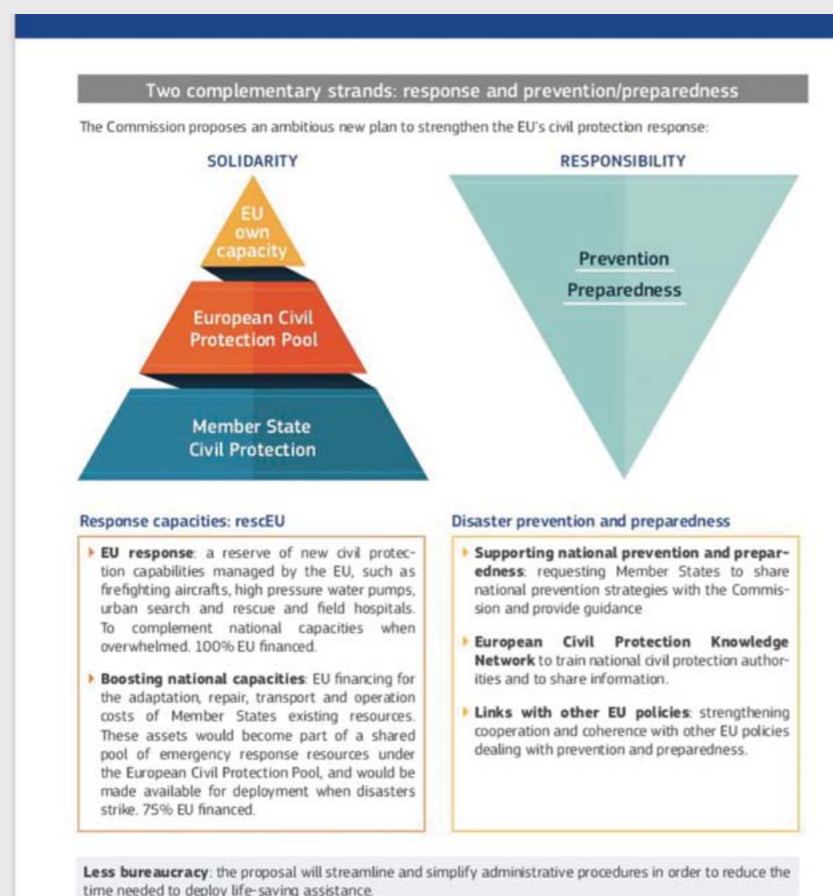 Two complementary strands: response and prevention/preparedness
The Commission proposes an ambitious new plan to strengthen the EU's civil protection response:
SOLIDARITY
EU
own
capacity
European Civil
Protection Pool
Member State
Civil Protection
RESPONSIBILITY
Prevention
Preparedness
Response capacities: rescEU
EU response: a reserve of new civil protec-
tion capabilities managed by the EU, such as
firefighting aircrafts, high pressure water pumps,
urban search and rescue and field hospitals.
To complement national capacities when
overwhelmed. 100% EU financed.
Boosting national capacities: EU financing for
the adaptation, repair, transport and operation
costs of Member States existing resources.
These assets would become part of a shared
pool of emergency response resources under
the European Civil Protection Pool, and would be
made available for deployment when disasters
strike. 75% EU financed.
Disaster prevention and preparedness
Supporting national prevention and prepar-
edness: requesting Member States to share
national prevention strategies with the Commis-
sion and provide guidance
European Civil Protection Knowledge
Network to train national civil protection author-
ities and to share information.
Links with other EU policies: strengthening
cooperation and coherence with other EU policies
dealing with prevention and preparedness.
Less bureaucracy: the proposal will streamline and simplify administrative procedures in order to reduce the
time needed to deploy life-saving assistance.